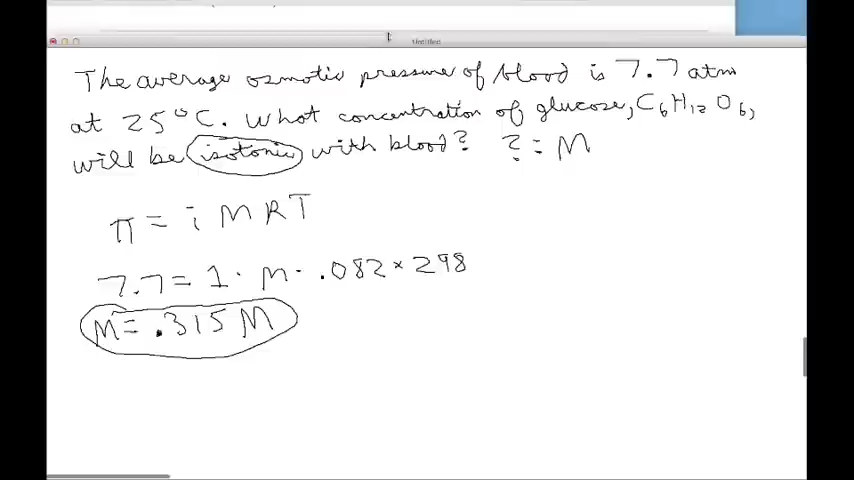 Untitled
The average osmotic pressure of blood is 7.7 atm
at 25°C. What concentration of glucose, C₆H₁₂O₆,
will be isotonic with blood? ? = M
π = i M R T
7.7 = 1 · M · .082 × 298
M = .315 M